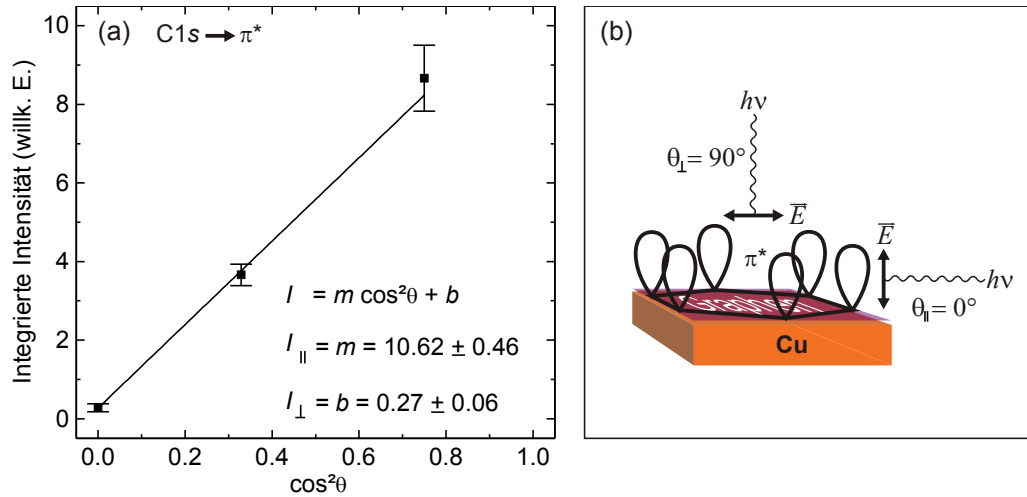 (a) C1s → π*
Integrierte Intensität (willk. E.)
10
8
6
4
2
0
I = m cos²θ + b
I∥ = m = 10.62 ± 0.46
I⊥ = b = 0.27 ± 0.06
0.0 0.2 0.4 0.6 0.8 1.0
cos²θ
(b)
hν
θ⊥= 90°
E⃗
π*
E⃗
hν
θ∥= 0°
Graphen
Cu